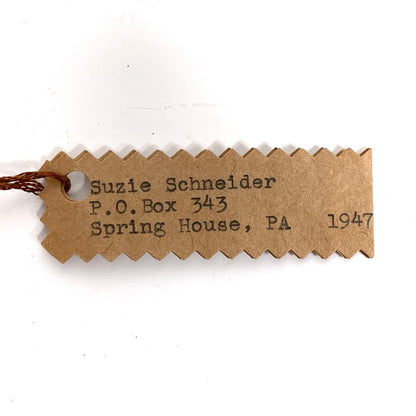 Suzie Schneider
P.O.Box 343
Spring House, PA 1947